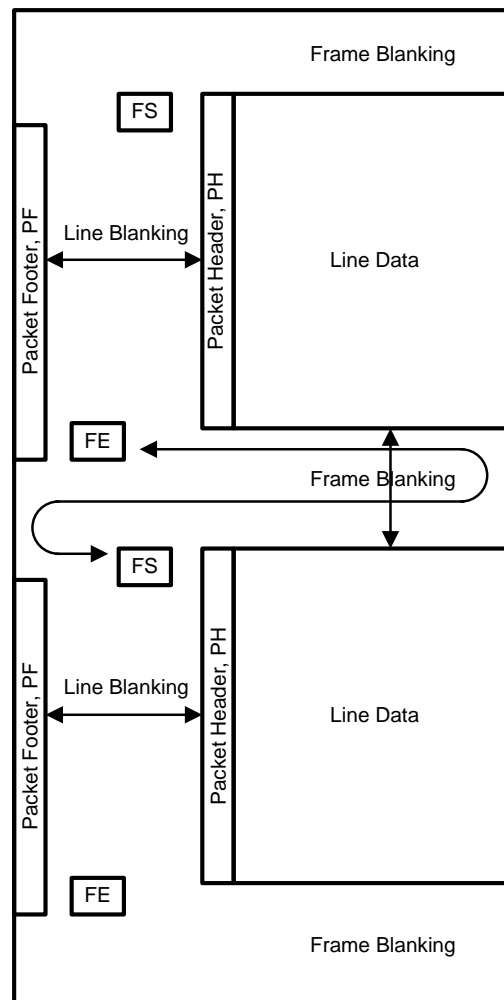 Frame Blanking
FS
Packet Footer, PF
Line Blanking
Packet Header, PH
Line Data
FE
Frame Blanking
FS
Packet Footer, PF
Line Blanking
Packet Header, PH
Line Data
FE
Frame Blanking